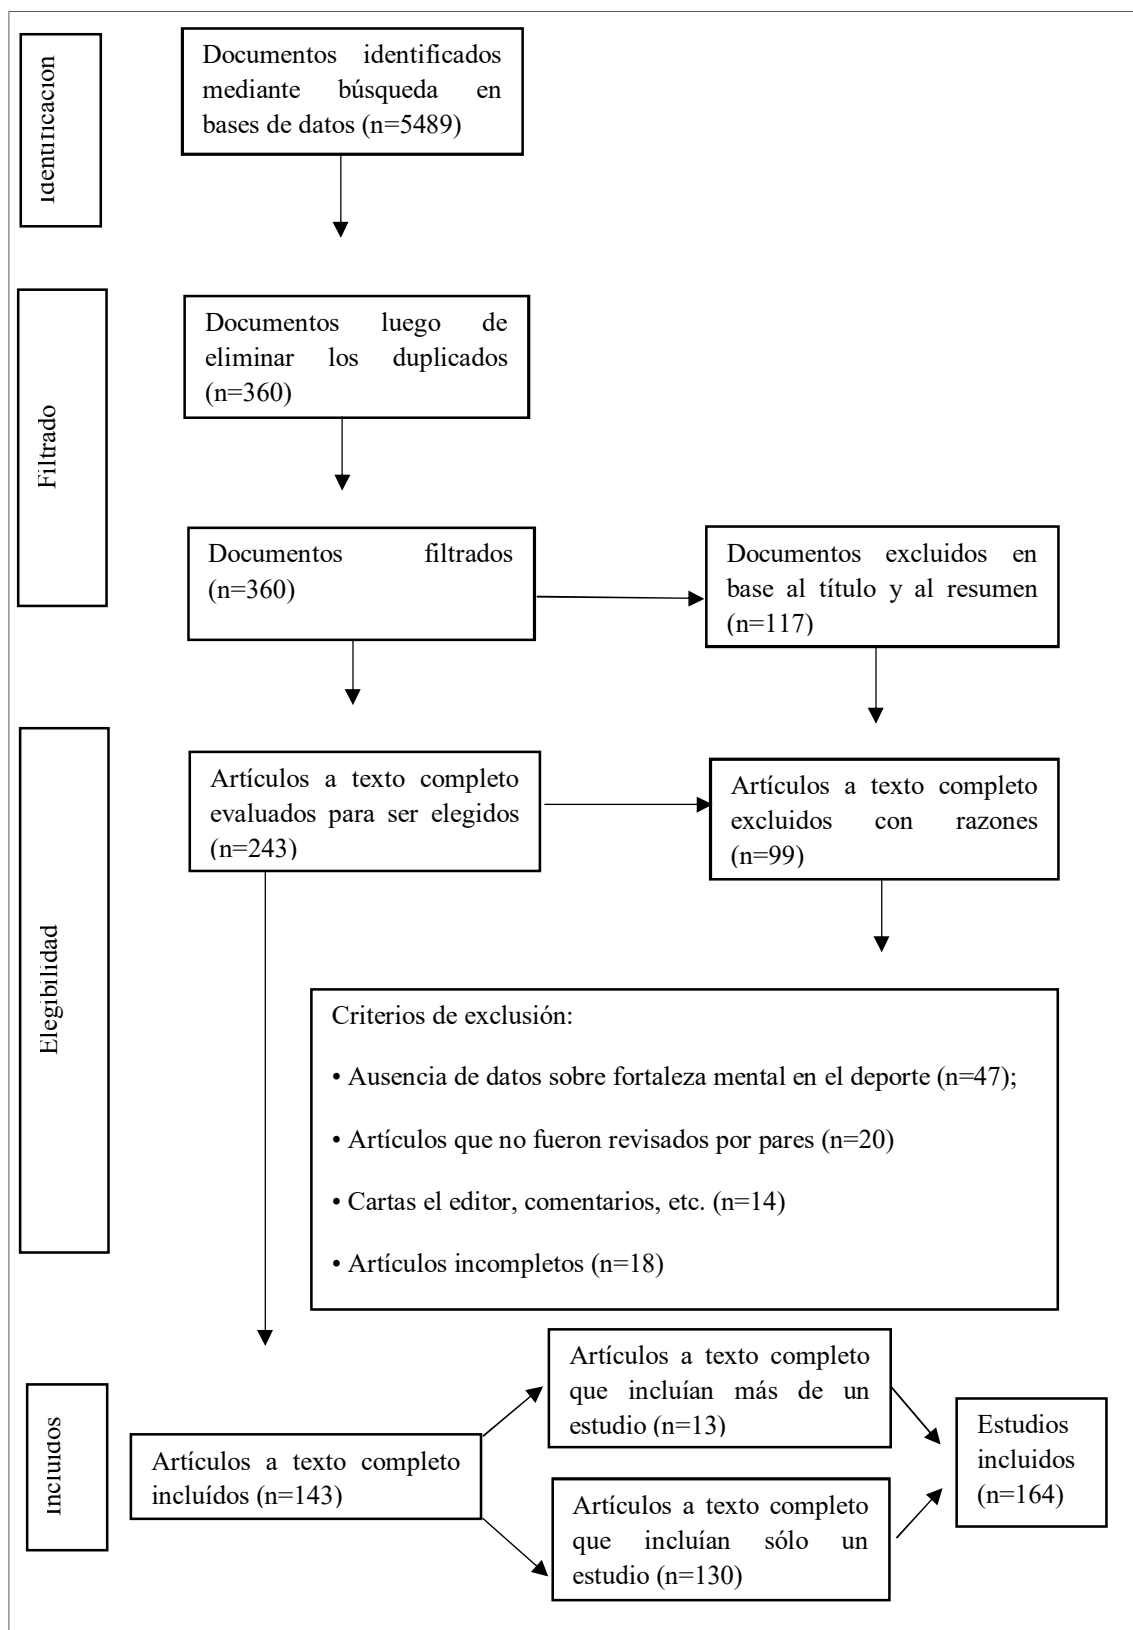 Identificación
Documentos identificados
mediante búsqueda en
bases de datos (n=5489)
Filtrado
Documentos luego de
eliminar los duplicados
(n=360)
Documentos filtrados
(n=360)
Documentos excluidos en
base al título y al resumen
(n=117)
Elegibilidad
Artículos a texto completo
evaluados para ser elegidos
(n=243)
Artículos a texto completo
excluidos con razones
(n=99)
Criterios de exclusión:
• Ausencia de datos sobre fortaleza mental en el deporte (n=47);
• Artículos que no fueron revisados por pares (n=20)
• Cartas el editor, comentarios, etc. (n=14)
• Artículos incompletos (n=18)
Incluidos
Artículos a texto completo
incluídos (n=143)
Artículos a texto completo
que incluían más de un
estudio (n=13)
Artículos a texto completo
que incluían sólo un
estudio (n=130)
Estudios
incluidos
(n=164)